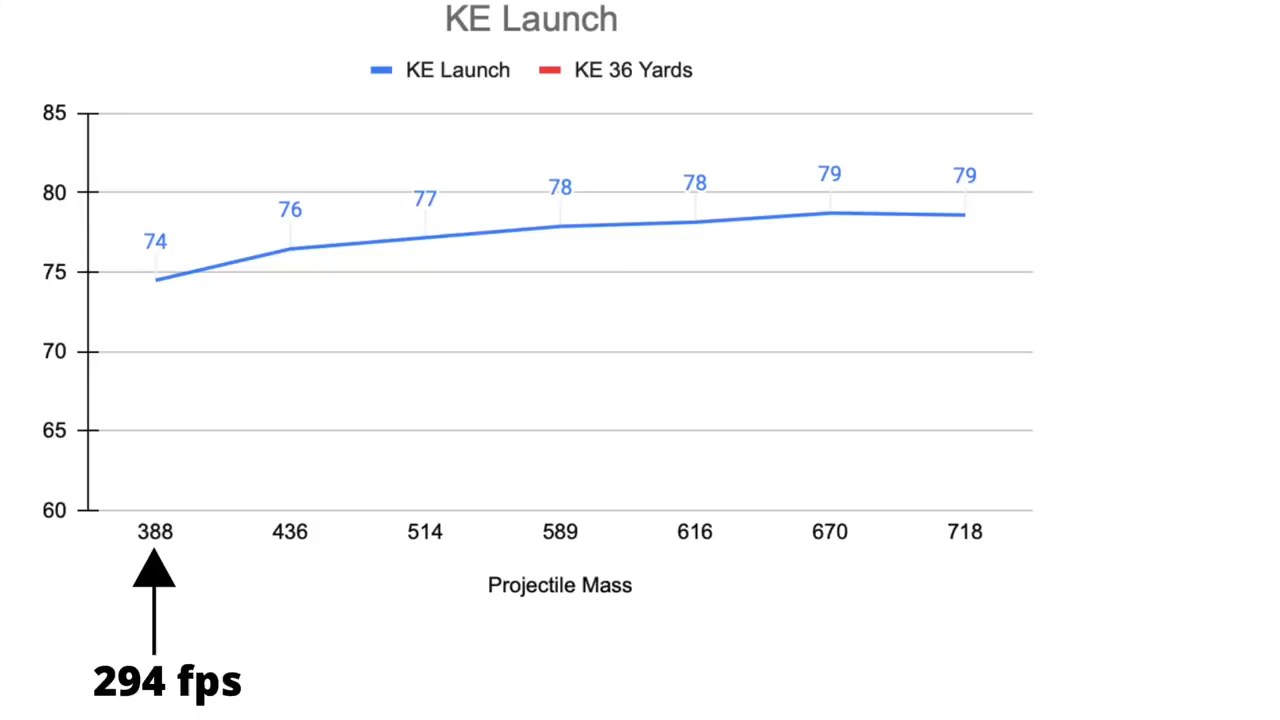 KE Launch
KE Launch KE 36 Yards
85
80
75
70
65
60
74 76 77 78 78 79 79
388 436 514 589 616 670 718
Projectile Mass
294 fps